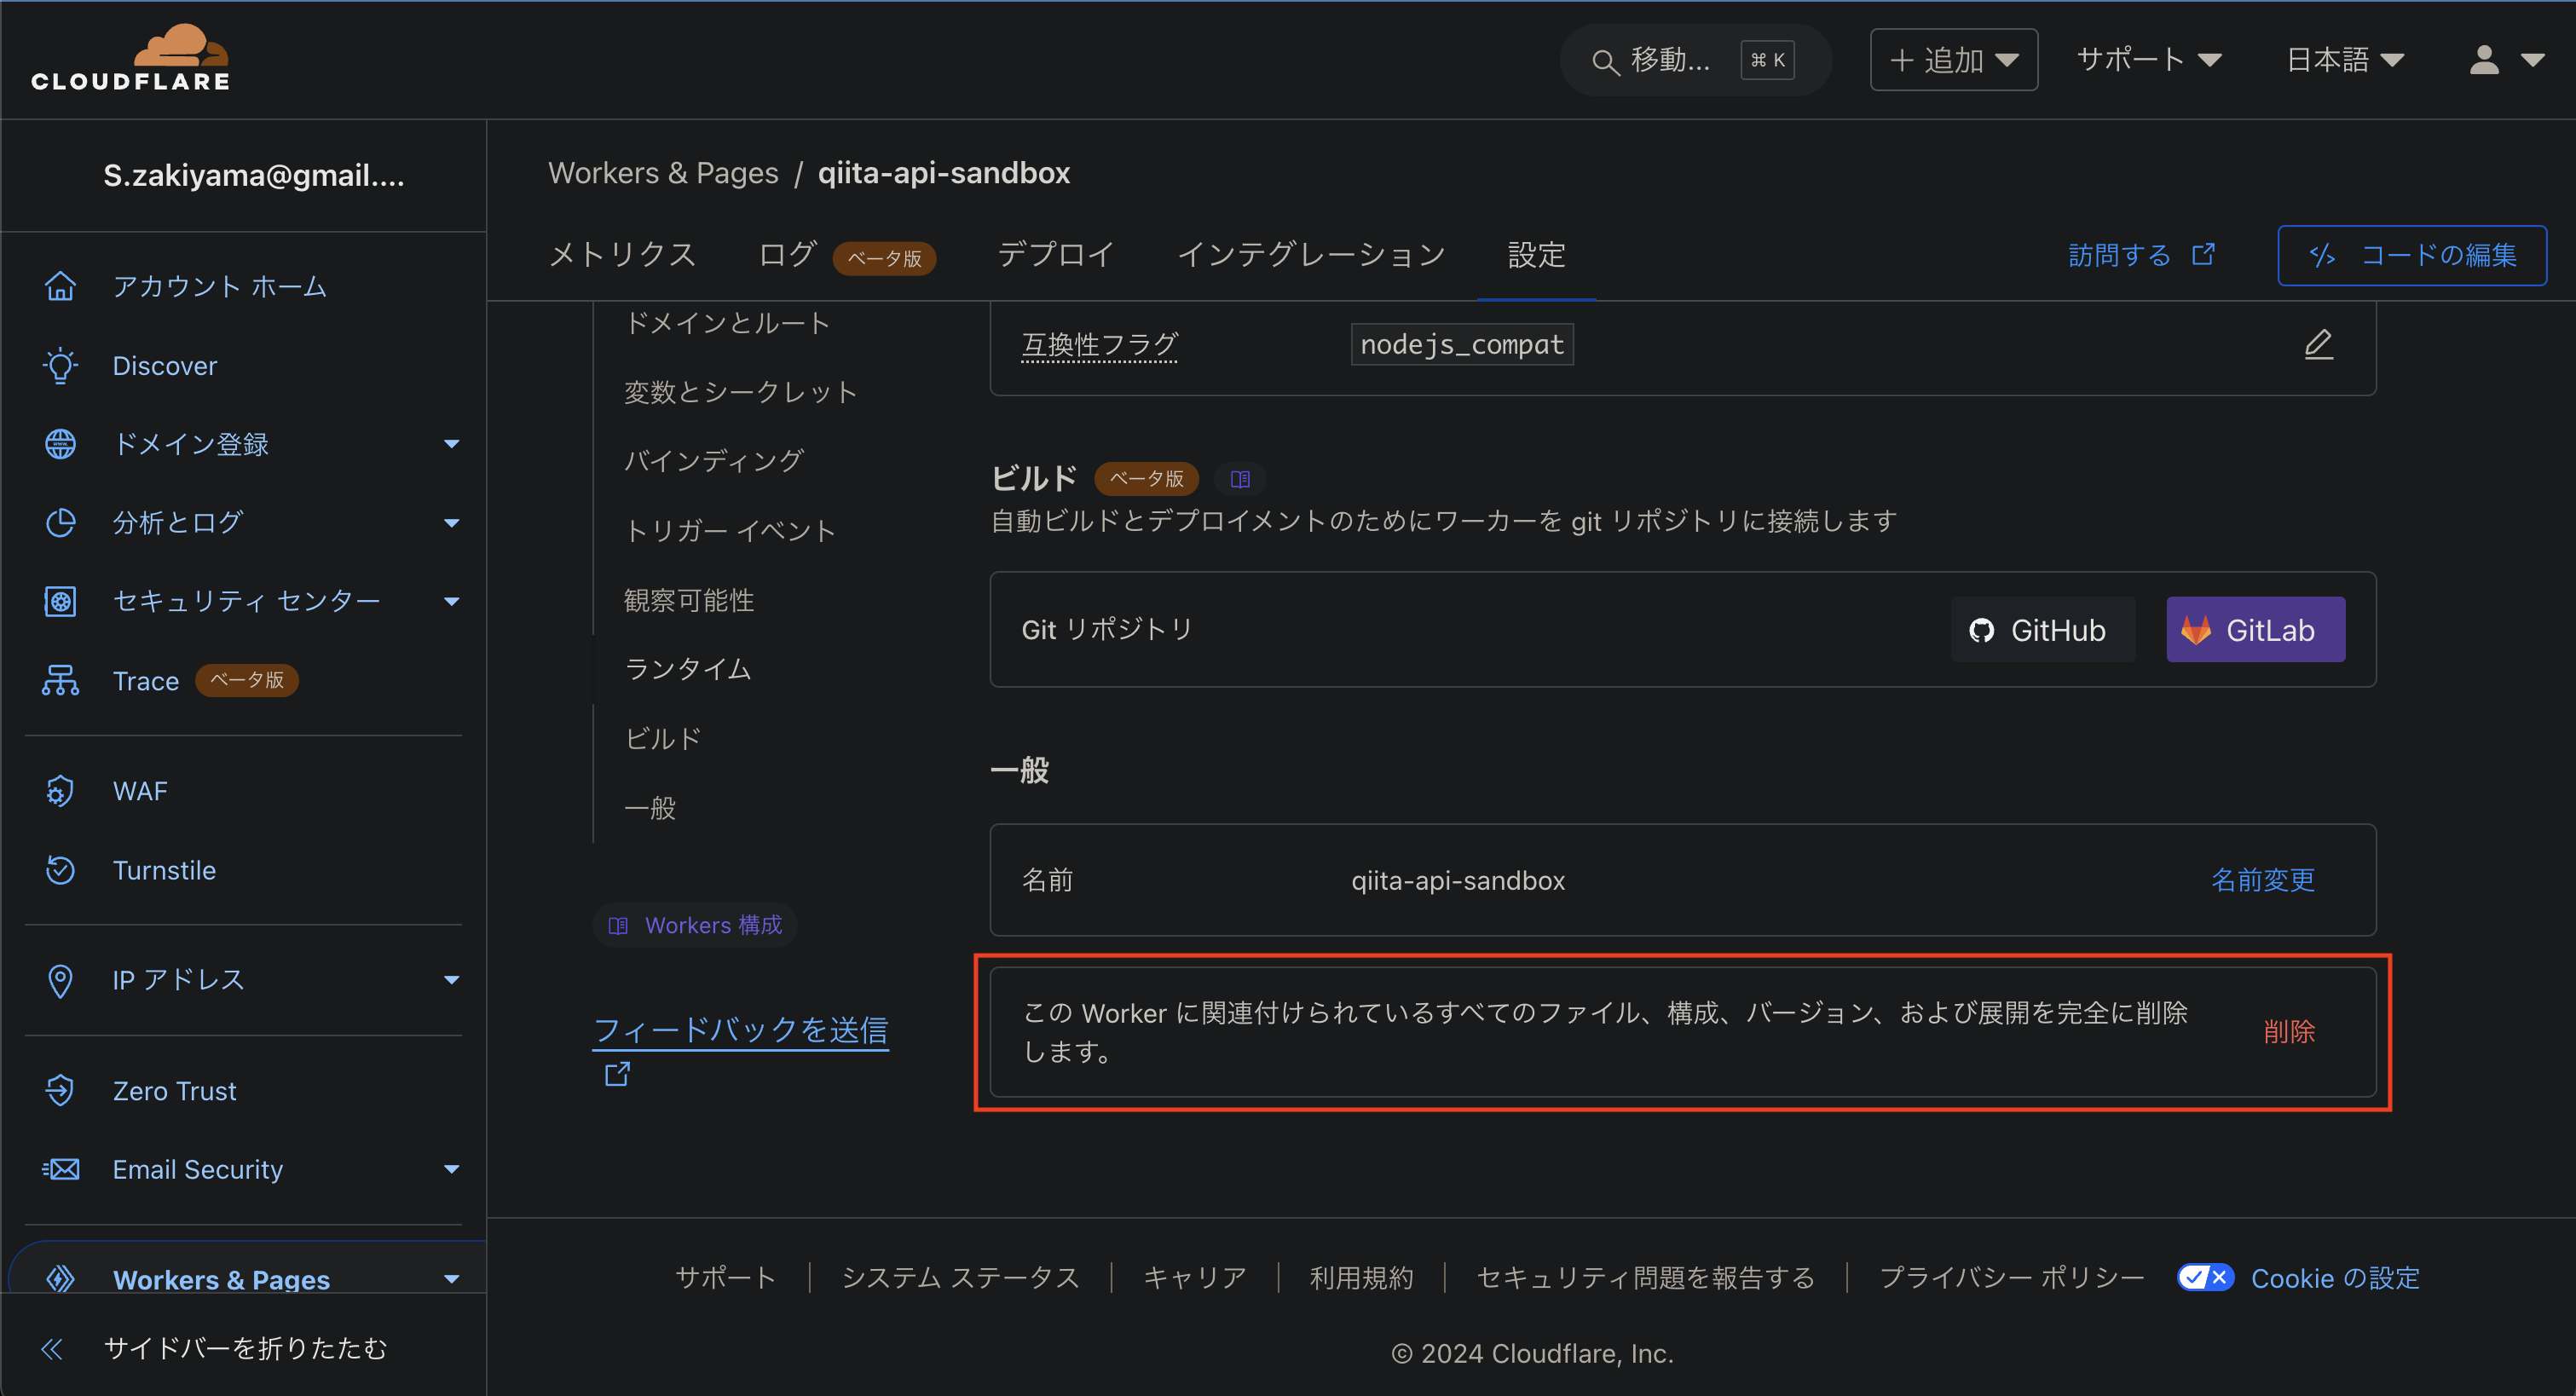 CLOUDFLARE
移動... ⌘ K
+ 追加
サポート
日本語
S.zakiyama@gmail....
アカウント ホーム
Discover
ドメイン登録
分析とログ
セキュリティ センター
Trace ベータ版
WAF
Turnstile
IP アドレス
Zero Trust
Email Security
Workers & Pages
サイドバーを折りたたむ
Workers & Pages / qiita-api-sandbox
メトリクス
ログ ベータ版
デプロイ
インテグレーション
設定
訪問する
コードの編集
ドメインとルート
変数とシークレット
バインディング
トリガー イベント
観察可能性
ランタイム
ビルド
一般
Workers 構成
フィードバックを送信
互換性フラグ nodejs_compat
ビルド ベータ版
自動ビルドとデプロイメントのためにワーカーを git リポジトリに接続します
Git リポジトリ GitHub GitLab
一般
名前 qiita-api-sandbox 名前変更
この Worker に関連付けられているすべてのファイル、構成、バージョン、および展開を完全に削除
します。
削除
サポート | システム ステータス | キャリア | 利用規約 | セキュリティ問題を報告する | プライバシー ポリシー Cookie の設定
© 2024 Cloudflare, Inc.